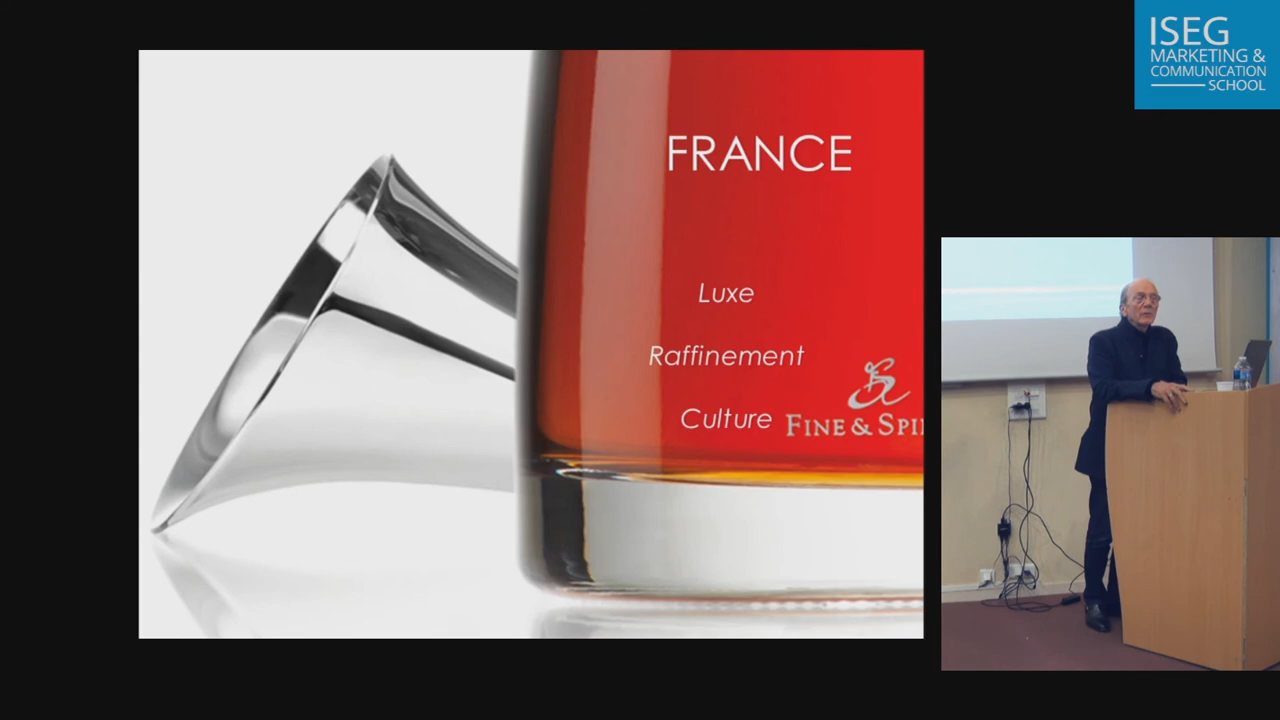 ISEG
MARKETING &
COMMUNICATION
SCHOOL
FRANCE
Luxe
Raffinement
Culture
FINE & SPI